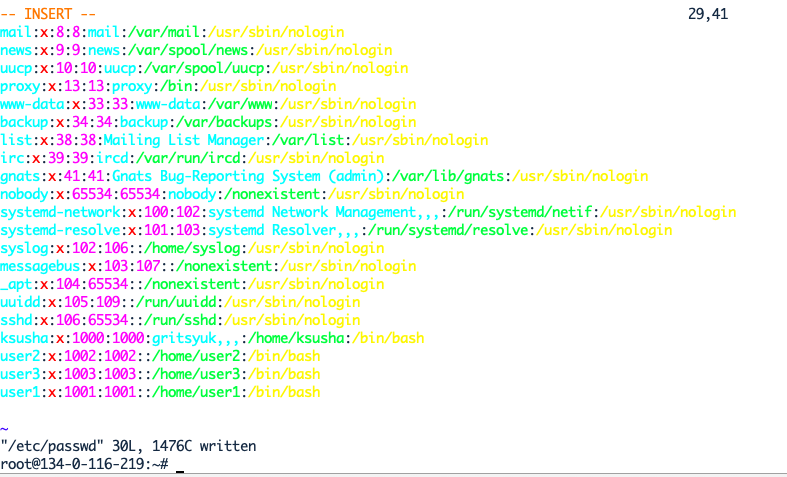 -- INSERT -- 29,41
mail:x:8:8:mail:/var/mail:/usr/sbin/nologin
news:x:9:9:news:/var/spool/news:/usr/sbin/nologin
uucp:x:10:10:uucp:/var/spool/uucp:/usr/sbin/nologin
proxy:x:13:13:proxy:/bin:/usr/sbin/nologin
www-data:x:33:33:www-data:/var/www:/usr/sbin/nologin
backup:x:34:34:backup:/var/backups:/usr/sbin/nologin
list:x:38:38:Mailing List Manager:/var/list:/usr/sbin/nologin
irc:x:39:39:ircd:/var/run/ircd:/usr/sbin/nologin
gnats:x:41:41:Gnats Bug-Reporting System (admin):/var/lib/gnats:/usr/sbin/nologin
nobody:x:65534:65534:nobody:/nonexistent:/usr/sbin/nologin
systemd-network:x:100:102:systemd Network Management,,,:/run/systemd/netif:/usr/sbin/nologin
systemd-resolve:x:101:103:systemd Resolver,,,:/run/systemd/resolve:/usr/sbin/nologin
syslog:x:102:106::/home/syslog:/usr/sbin/nologin
messagebus:x:103:107::/nonexistent:/usr/sbin/nologin
_apt:x:104:65534::/nonexistent:/usr/sbin/nologin
uuidd:x:105:109::/run/uuidd:/usr/sbin/nologin
sshd:x:106:65534::/run/sshd:/usr/sbin/nologin
ksusha:x:1000:1000:gritsyuk,,,:/home/ksusha:/bin/bash
user2:x:1002:1002::/home/user2:/bin/bash
user3:x:1003:1003::/home/user3:/bin/bash
user1:x:1001:1001::/home/user1:/bin/bash
~
"/etc/passwd" 30L, 1476C written
root@134-0-116-219:~# _